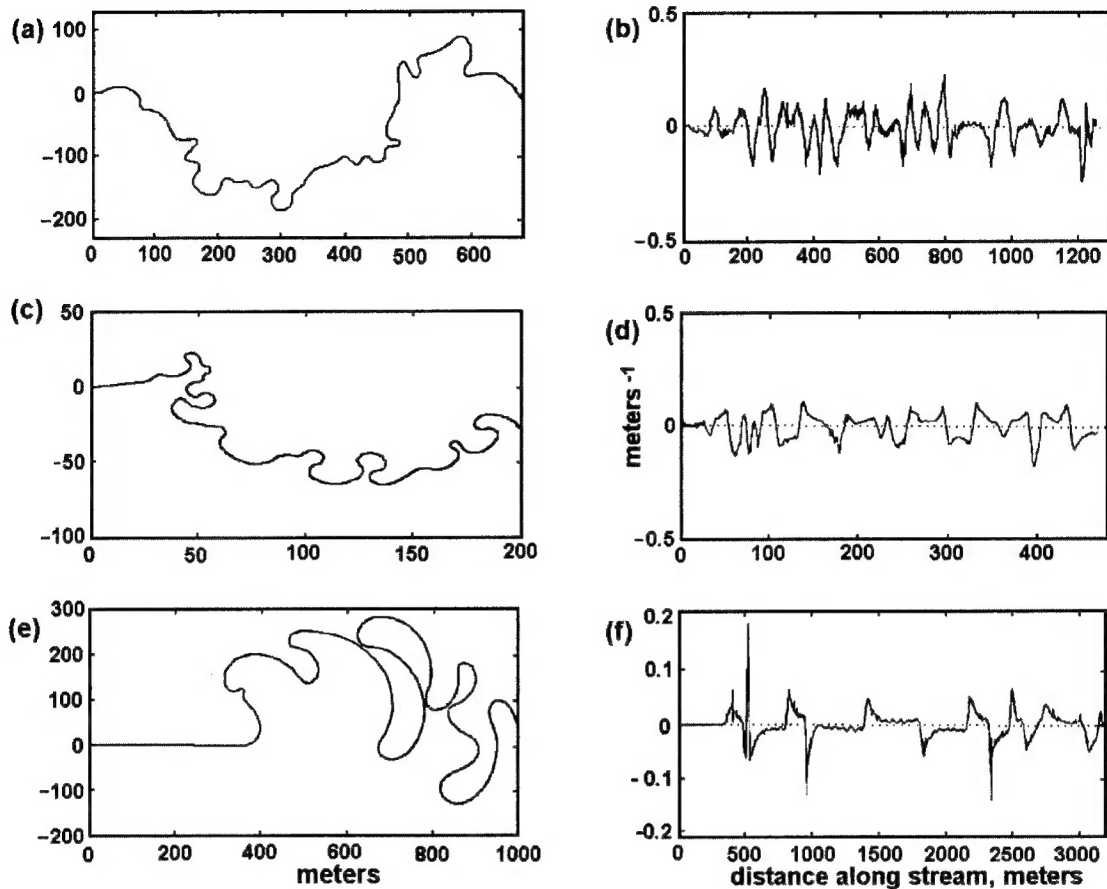 (a)
100
0
−100
−200
0 100 200 300 400 500 600
(b)
0.5
0
−0.5
0 200 400 600 800 1000 1200
(c)
50
0
−50
−100
0 50 100 150 200
(d)
0.5
0
−0.5
meters -1
0 100 200 300 400
(e)
300
200
100
0
−100
−200
0 200 400 600 800 1000
meters
(f)
0.2
0.1
0
-0.1
-0.2
0 500 1000 1500 2000 2500 3000
distance along stream, meters